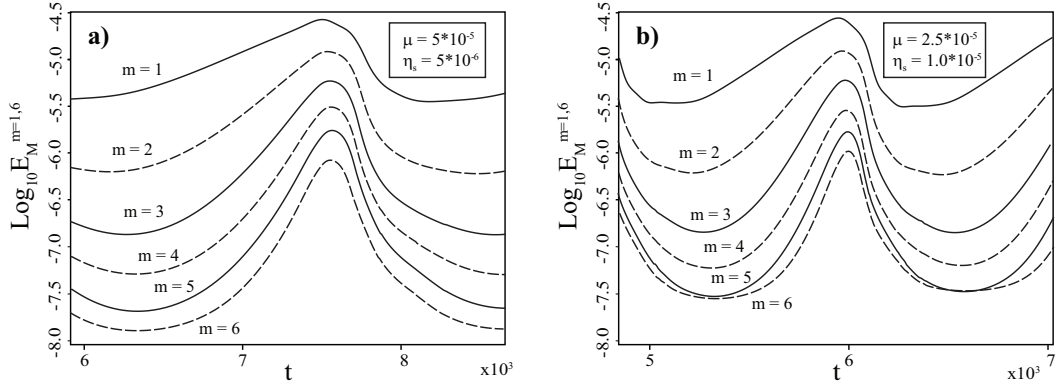 a)
μ = 5*10⁻⁵
ηₛ = 5*10⁻⁶
m = 1
m = 2
m = 3
m = 4
m = 5
m = 6
Log₁₀E_M^m=1,6
-4.5
-5.0
-5.5
-6.0
-6.5
-7.0
-7.5
-8.0
6
7
8
t
x10³
b)
μ = 2.5*10⁻⁵
ηₛ = 1.0*10⁻⁵
m = 1
m = 2
m = 3
m = 4
m = 5
m = 6
Log₁₀E_M^m=1,6
-4.5
-5.0
-5.5
-6.0
-6.5
-7.0
-7.5
-8.0
5
6
7
t
x10³